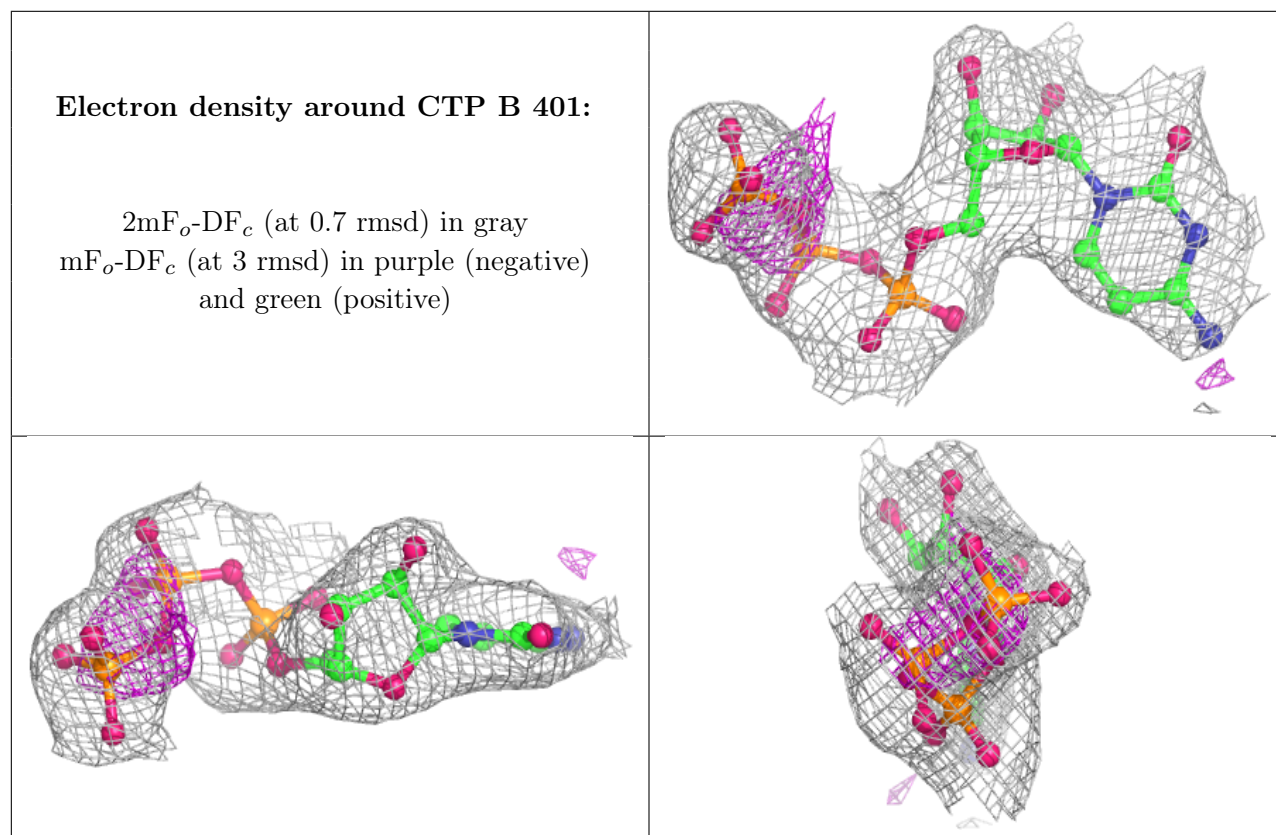 Electron density around CTP B 401:
2mFₒ-DF𝑐 (at 0.7 rmsd) in gray
mFₒ-DF𝑐 (at 3 rmsd) in purple (negative)
and green (positive)